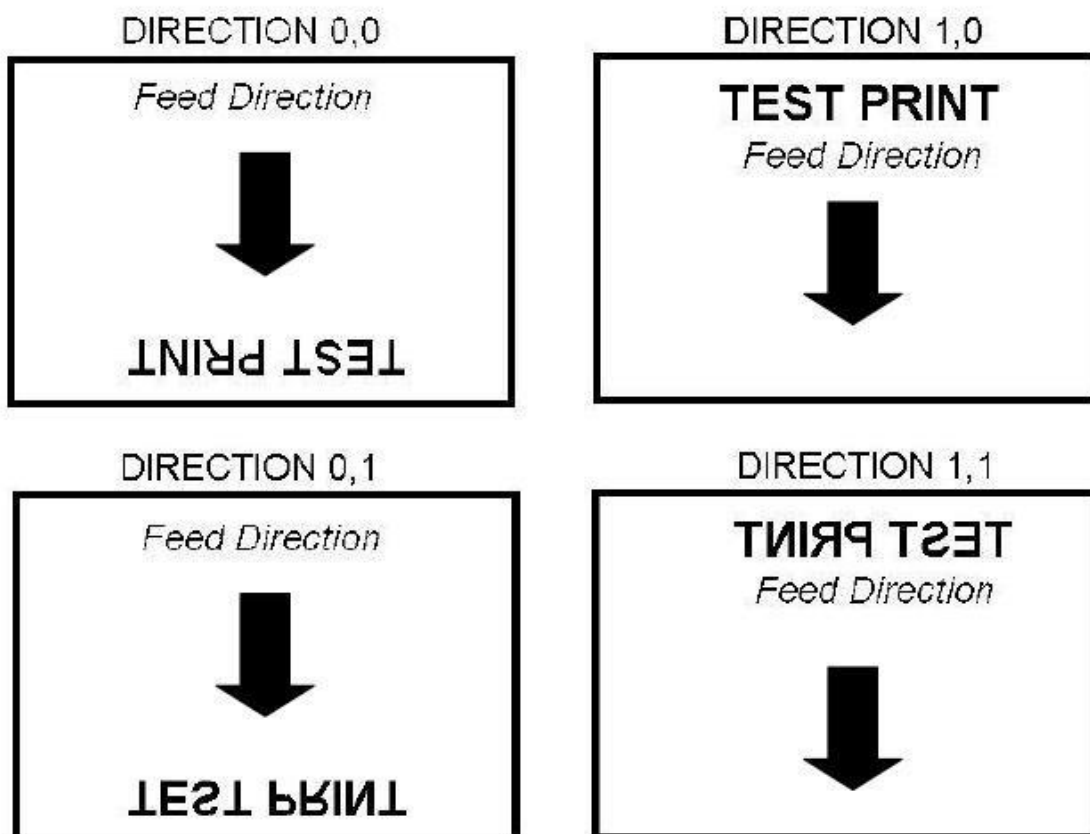 DIRECTION 0,0
Feed Direction
TEST PRINT
DIRECTION 1,0
TEST PRINT
Feed Direction
DIRECTION 0,1
Feed Direction
TEST PRINT
DIRECTION 1,1
TEST PRINT
Feed Direction